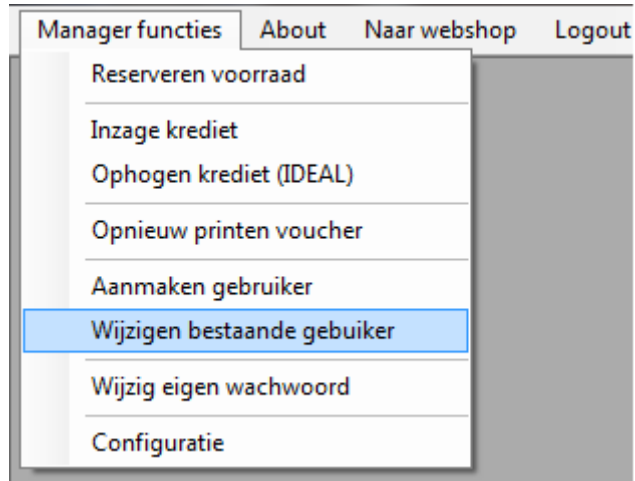 Manager functies About Naar webshop Logout
Reserveren voorraad
Inzage krediet
Ophogen krediet (IDEAL)
Opnieuw printen voucher
Aanmaken gebruiker
Wijzigen bestaande gebuiker
Wijzig eigen wachwoord
Configuratie